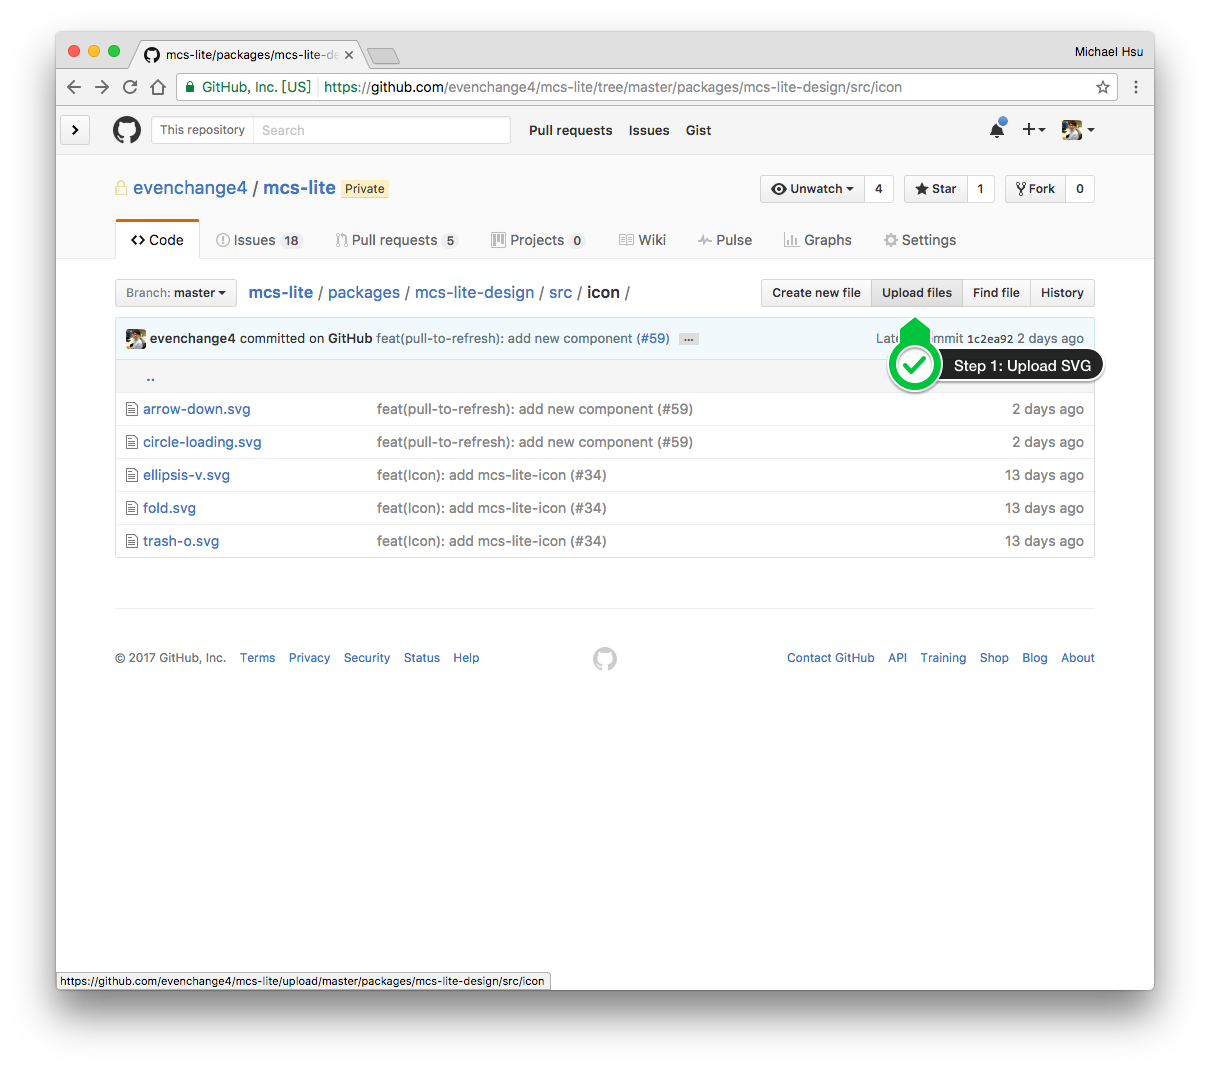 mcs-lite/packages/mcs-lite-de
Michael Hsu
GitHub, Inc. [US] https://github.com/evenchange4/mcs-lite/tree/master/packages/mcs-lite-design/src/icon
This repository Search Pull requests Issues Gist
evenchange4 / mcs-lite Private
Unwatch 4 Star 1 Fork 0
Code Issues 18 Pull requests 5 Projects 0 Wiki Pulse Graphs Settings
Branch: master mcs-lite / packages / mcs-lite-design / src / icon /
Create new file Upload files Find file History
evenchange4 committed on GitHub feat(pull-to-refresh): add new component (#59) ... 1c2ea92 2 days ago
Step 1: Upload SVG
..
arrow-down.svg feat(pull-to-refresh): add new component (#59) 2 days ago
circle-loading.svg feat(pull-to-refresh): add new component (#59) 2 days ago
ellipsis-v.svg feat(Icon): add mcs-lite-icon (#34) 13 days ago
fold.svg feat(Icon): add mcs-lite-icon (#34) 13 days ago
trash-o.svg feat(Icon): add mcs-lite-icon (#34) 13 days ago
© 2017 GitHub, Inc. Terms Privacy Security Status Help
Contact GitHub API Training Shop Blog About
https://github.com/evenchange4/mcs-lite/upload/master/packages/mcs-lite-design/src/icon